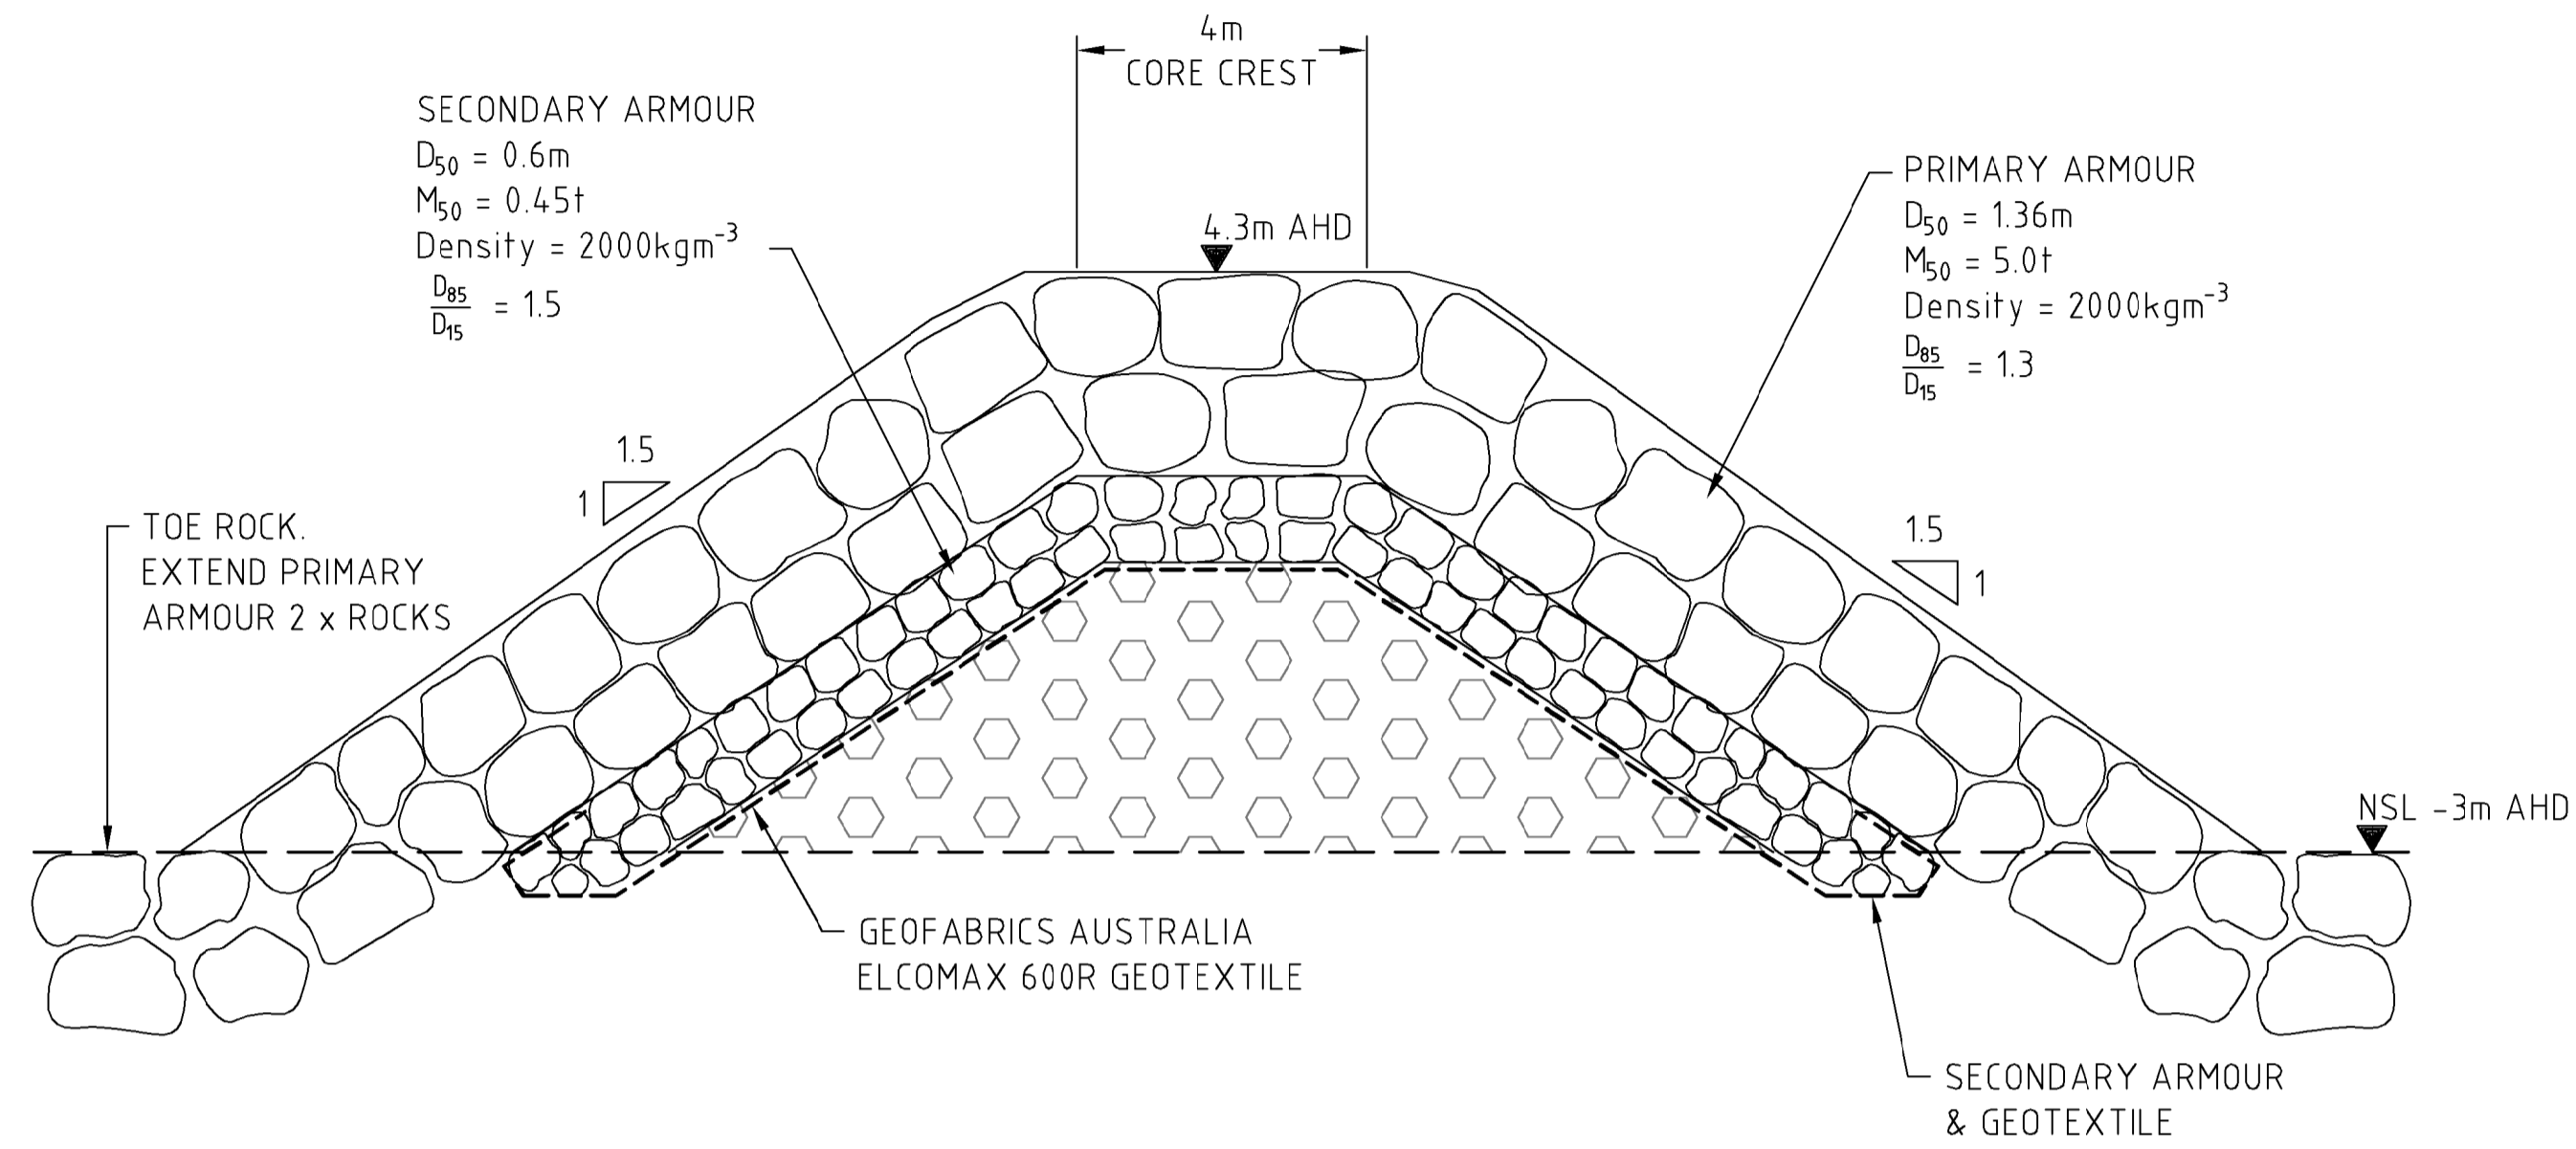 4m
CORE CREST
SECONDARY ARMOUR
D₅₀ = 0.6m
M₅₀ = 0.45t
Density = 2000kgm⁻³
D₈₅
D₁₅ = 1.5
4.3m AHD
PRIMARY ARMOUR
D₅₀ = 1.36m
M₅₀ = 5.0t
Density = 2000kgm⁻³
D₈₅
D₁₅ = 1.3
1.5
1
TOE ROCK.
EXTEND PRIMARY
ARMOUR 2 x ROCKS
1.5
1
NSL -3m AHD
GEOFABRICS AUSTRALIA
ELCOMAX 600R GEOTEXTILE
SECONDARY ARMOUR
& GEOTEXTILE